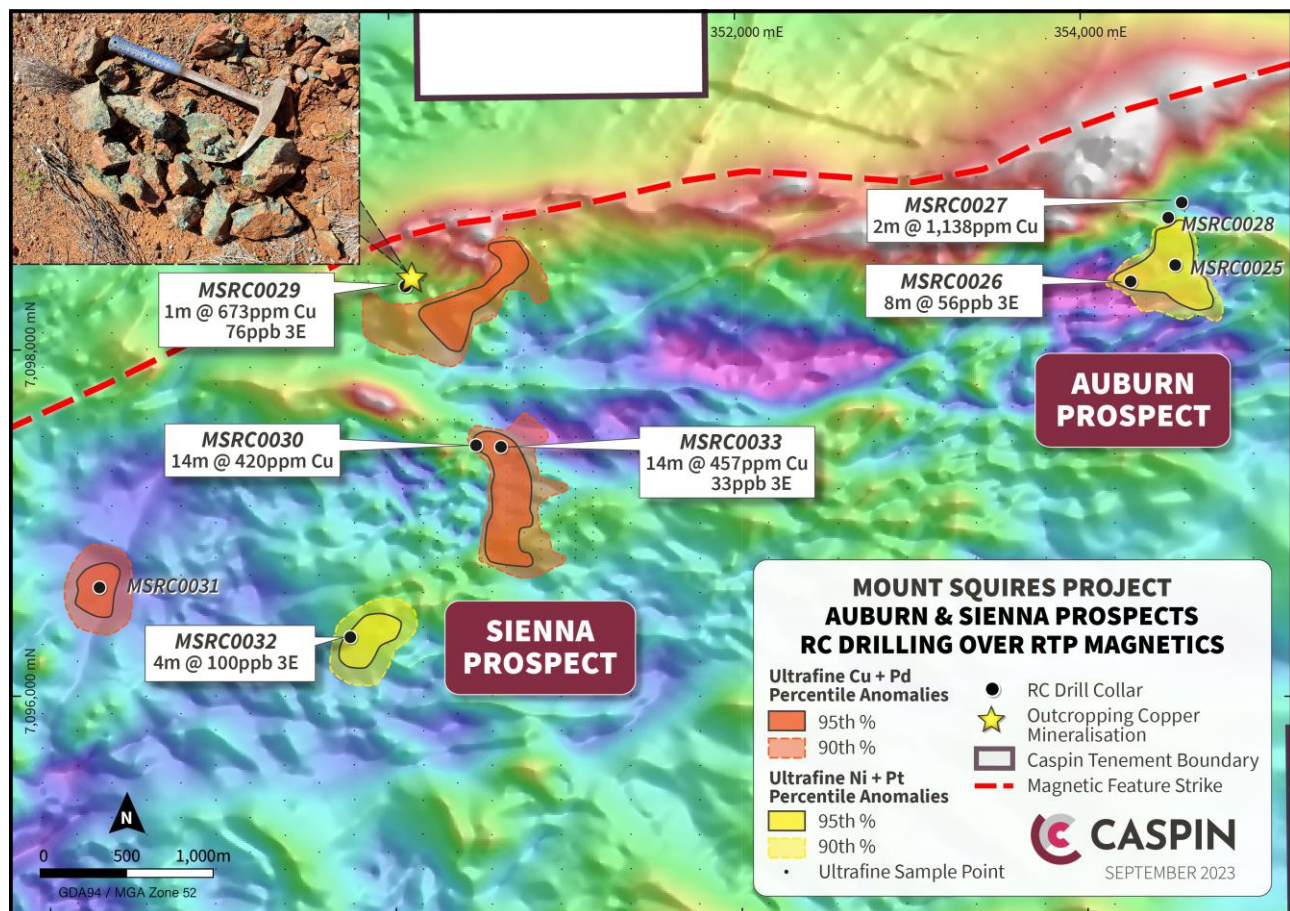 352,000 mE
354,000 mE
7,098,000 mN
7,096,000 mN
MSRC0027
2m @ 1,138ppm Cu
MSRC0028
MSRC0025
MSRC0026
8m @ 56ppb 3E
MSRC0029
1m @ 673ppm Cu
76ppb 3E
AUBURN
PROSPECT
MSRC0030
14m @ 420ppm Cu
MSRC0033
14m @ 457ppm Cu
33ppb 3E
MSRC0031
MSRC0032
4m @ 100ppb 3E
SIENNA
PROSPECT
MOUNT SQUIRES PROJECT
AUBURN & SIENNA PROSPECTS
RC DRILLING OVER RTP MAGNETICS
Ultrafine Cu + Pd
Percentile Anomalies
95th %
90th %
Ultrafine Ni + Pt
Percentile Anomalies
95th %
90th %
Ultrafine Sample Point
RC Drill Collar
Outcropping Copper
Mineralisation
Caspin Tenement Boundary
Magnetic Feature Strike
CASPIN
SEPTEMBER 2023
N
0 500 1,000m
GDA94 / MGA Zone 52